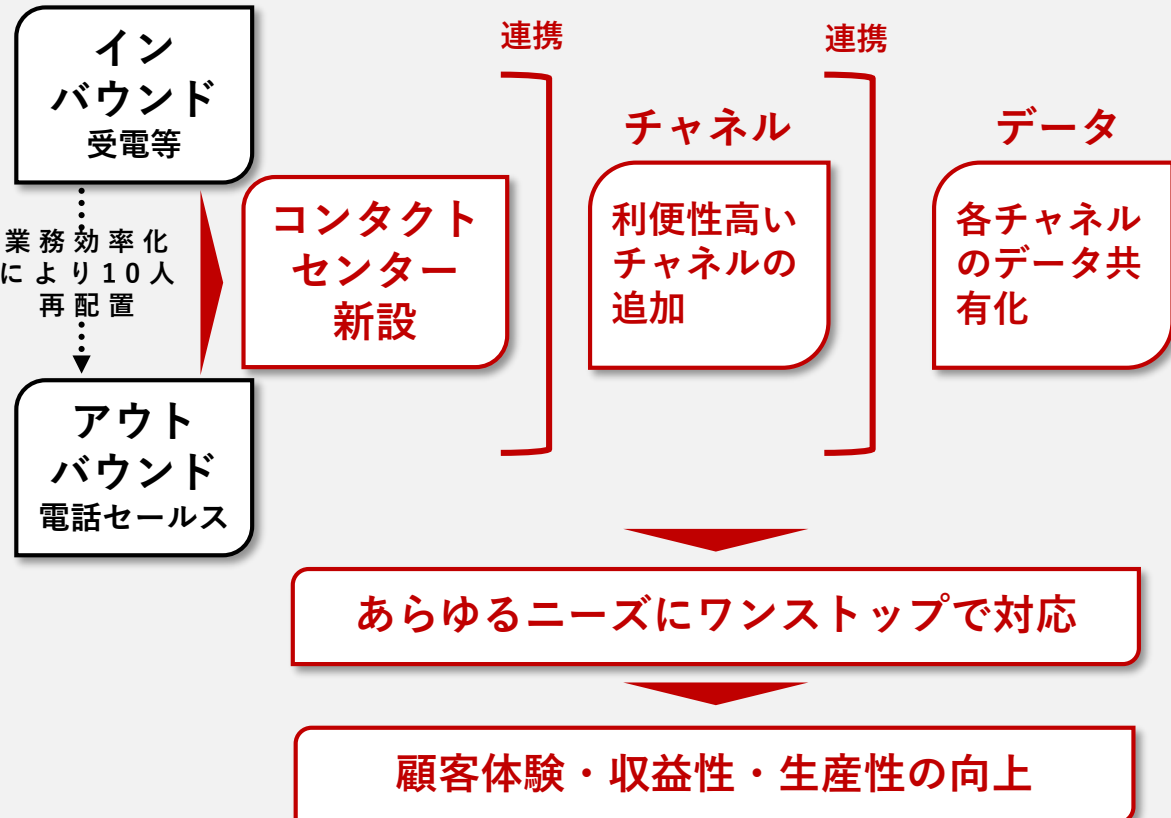 イン
バウンド
受電等
業務効率化
により10人
再配置
アウト
バウンド
電話セールス
コンタクト
センター
新設
連携
チャネル
利便性高い
チャネルの
追加
連携
データ
各チャネル
のデータ共
有化
あらゆるニーズにワンストップで対応
顧客体験・収益性・生産性の向上